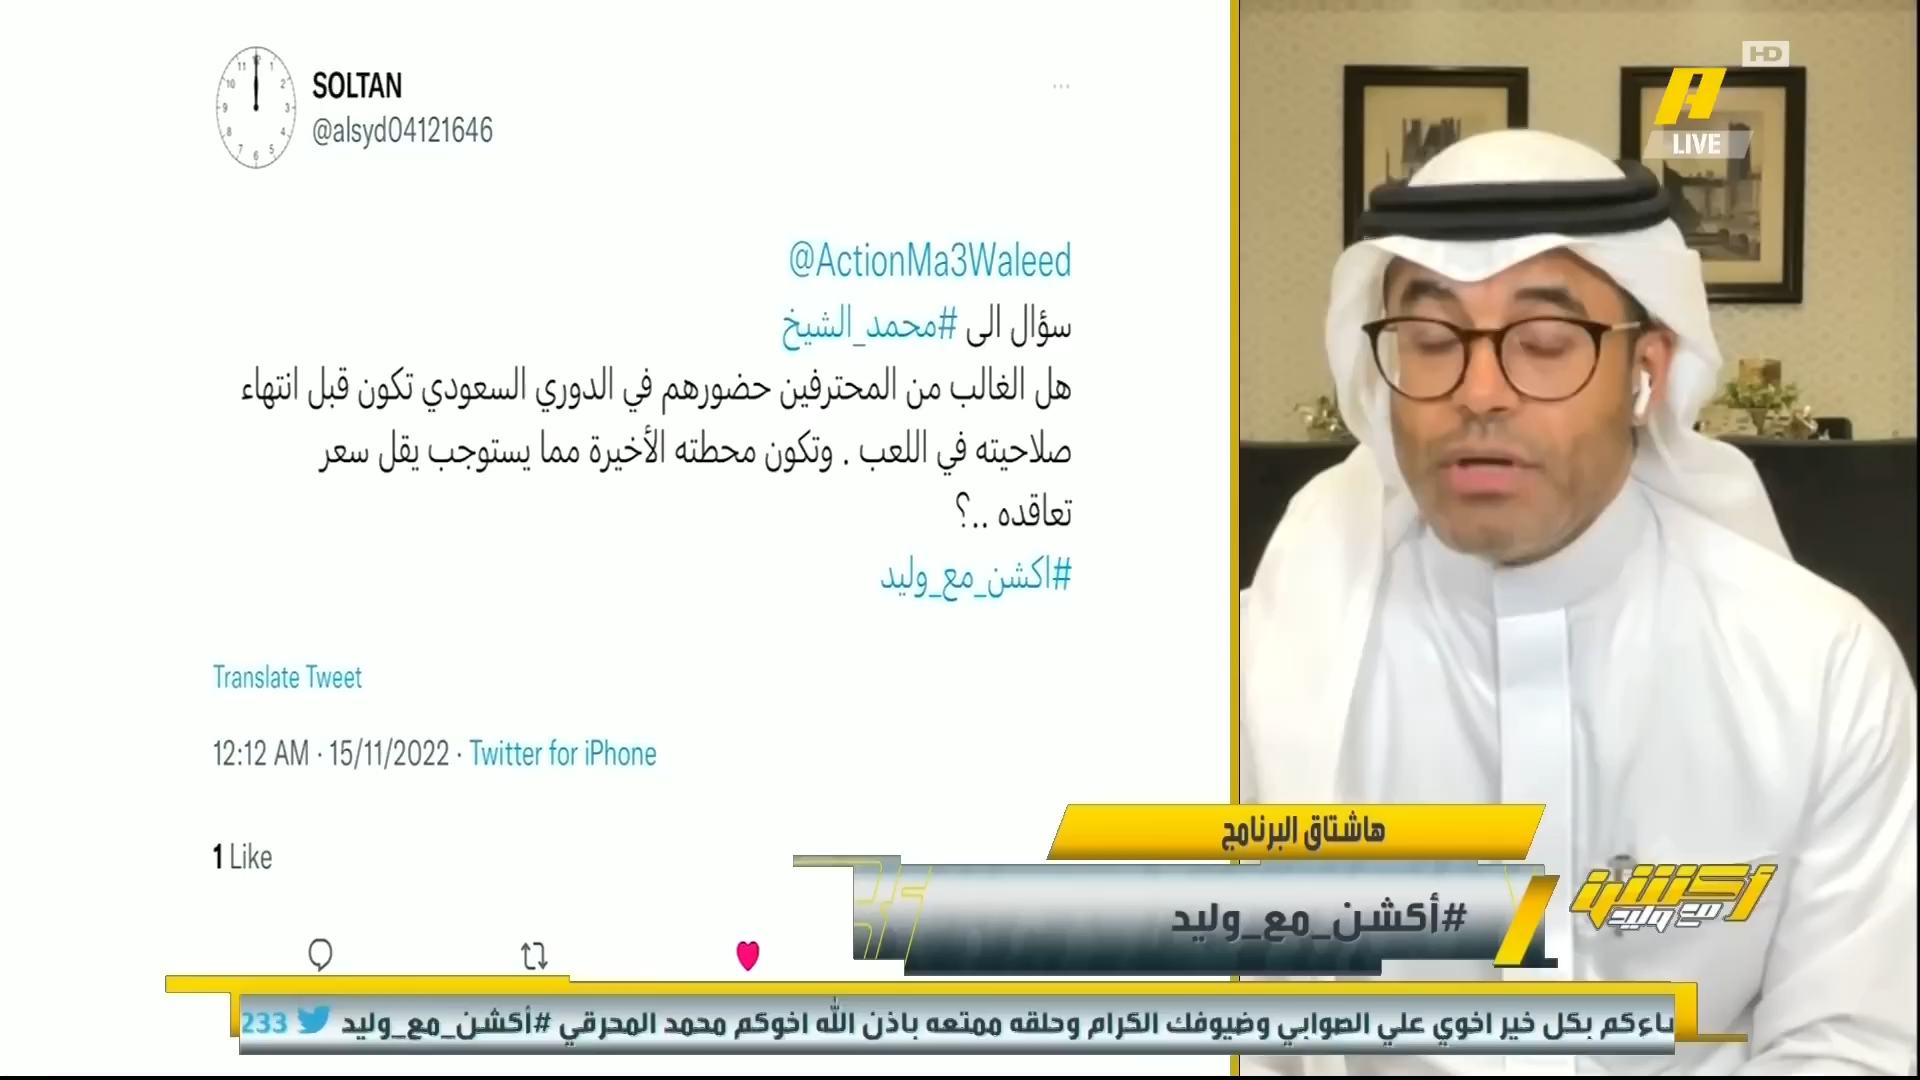 SOLTAN
@alsyd04121646
@ActionMa3Waleed
سؤال الى #محمد_الشيخ
هل الغالب من المحترفين حضورهم في الدوري السعودي تكون قبل انتهاء
صلاحيته في اللعب . وتكون محطته الأخيرة مما يستوجب يقل سعر
تعاقده ..؟
#اكشن_مع_وليد
Translate Tweet
12:12 AM · 15/11/2022 · Twitter for iPhone
1 Like
HD
LIVE
هاشتاق البرنامج
#أكشن_مع_وليد
أكشن
مع وليد
ساءكم بكل خير اخوي علي الصوابي وضيوفك الكرام وحلقه ممتعه باذن الله اخوكم محمد المحرقي #أكشن_مع_وليد 233